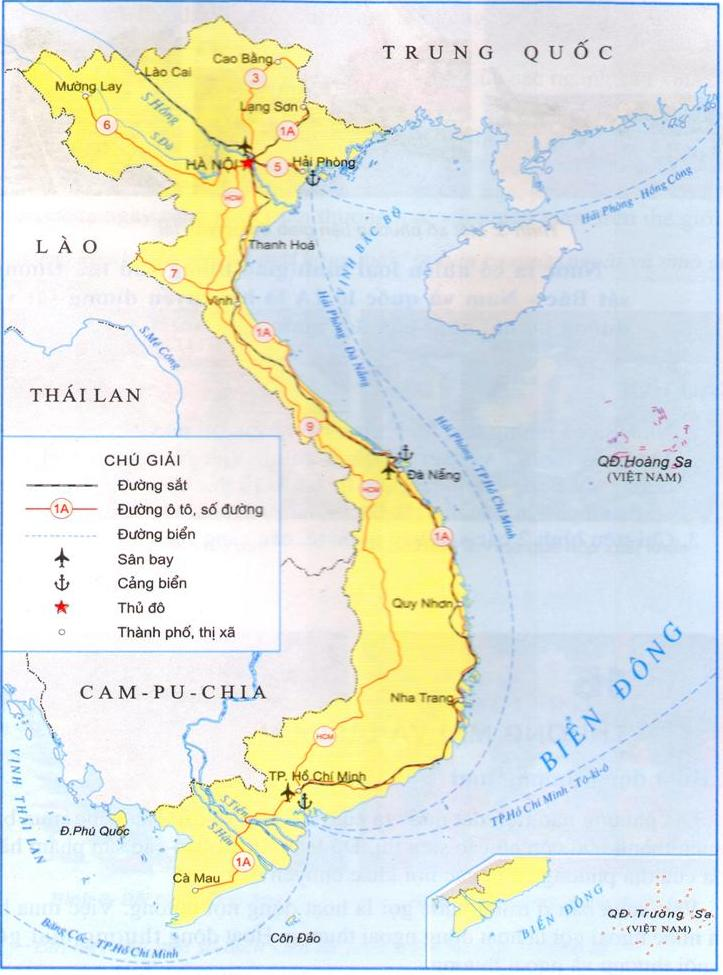 TRUNG QUỐC
Cao Bằng
3
Lào Cai
Mường Lay
Lạng Sơn
S.Hồng
1A
6
S.Đà
HÀ NỘI
5
Hải Phòng
HCM
Hải Phòng - Hồng Công
VỊNH BẮC BỘ
LÀO
Thanh Hoá
7
Vinh
1A
Hải Phòng - Đà Nẵng
S.Mê Công
THÁI LAN
9
Hải Phòng - TP.Hồ Chí Minh
QĐ.Hoàng Sa
(VIỆT NAM)
Đà Nẵng
HCM
1A
CHÚ GIẢI
Đường sắt
1A Đường ô tô, số đường
Đường biển
Sân bay
Cảng biển
Thủ đô
Thành phố, thị xã
Quy Nhơn
CAM-PU-CHIA
Nha Trang
BIỂN ĐÔNG
HCM
TP. Hồ Chí Minh
VỊNH THÁI LAN
TP.Hồ Chí Minh - Tô-ki-ô
S.Tiền
S.Hậu
Đ.Phú Quốc
1A
Cà Mau
Côn Đảo
Băng Cốc - TP.Hồ Chí Minh
BIỂN ĐÔNG
QĐ.Trường Sa
(VIỆT NAM)